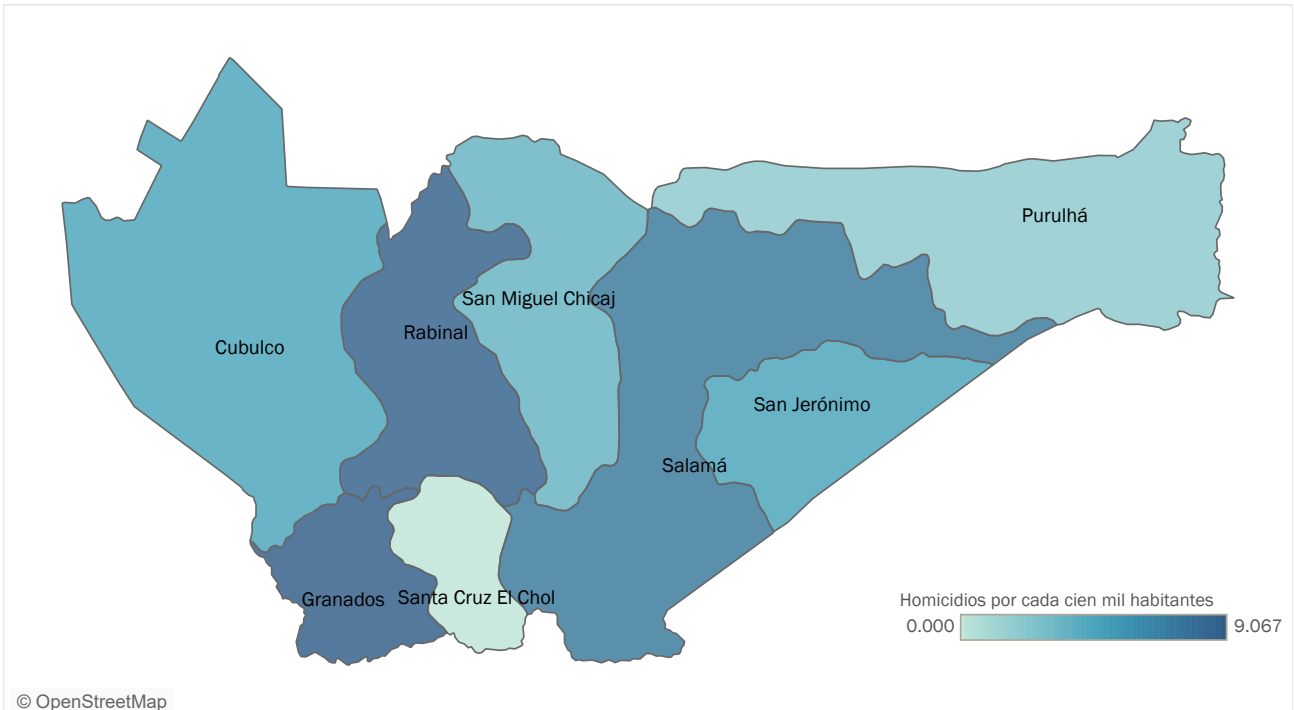 Purulhá
San Miguel Chicaj
Rabinal
Cubulco
San Jerónimo
Salamá
Granados
Santa Cruz El Chol
Homicidios por cada cien mil habitantes
0.000
9.067
© OpenStreetMap